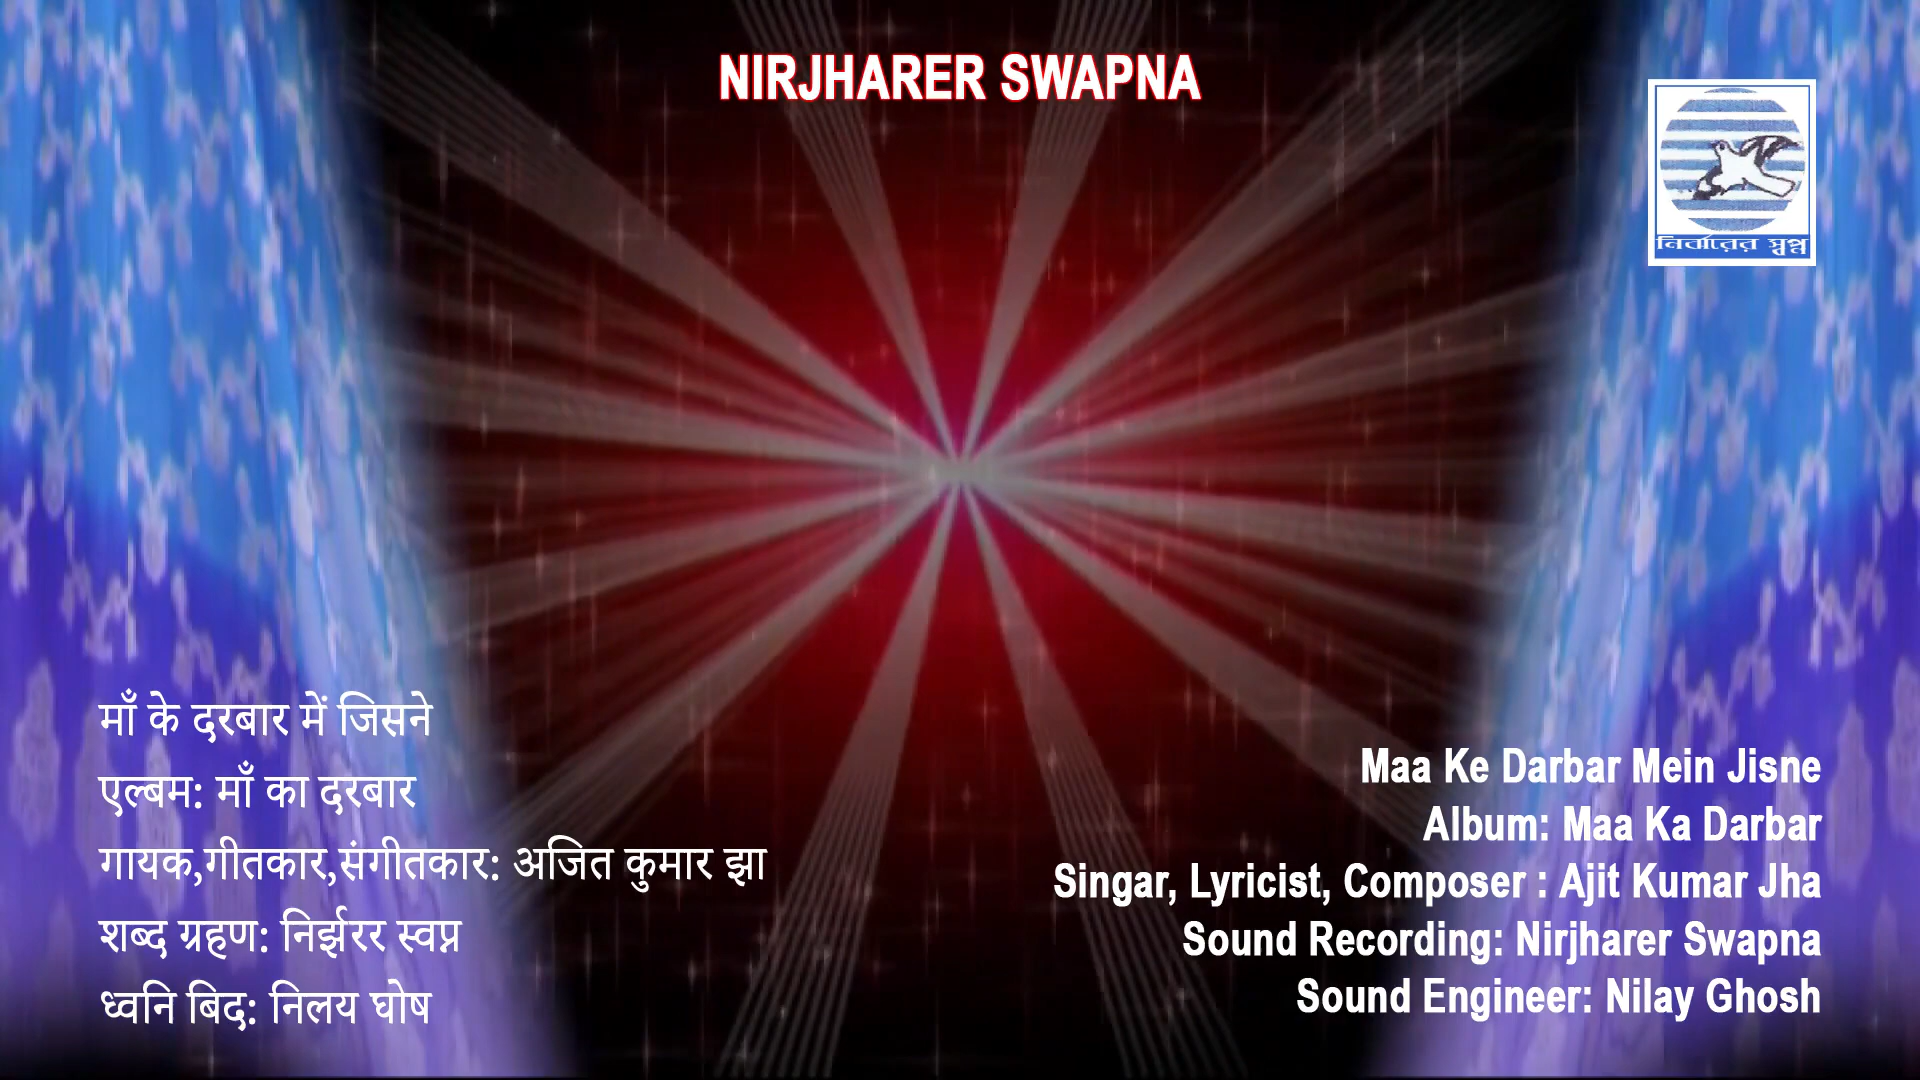 NIRJHARER SWAPNA
নির্ঝরের স্বপ্ন
माँ के दरबार में जिसने
एल्बम: माँ का दरबार
गायक,गीतकार,संगीतकार: अजित कुमार झा
शब्द ग्रहण: निर्झरर स्वप्न
ध्वनि बिद: निलय घोष
Maa Ke Darbar Mein Jisne
Album: Maa Ka Darbar
Singar, Lyricist, Composer : Ajit Kumar Jha
Sound Recording: Nirjharer Swapna
Sound Engineer: Nilay Ghosh